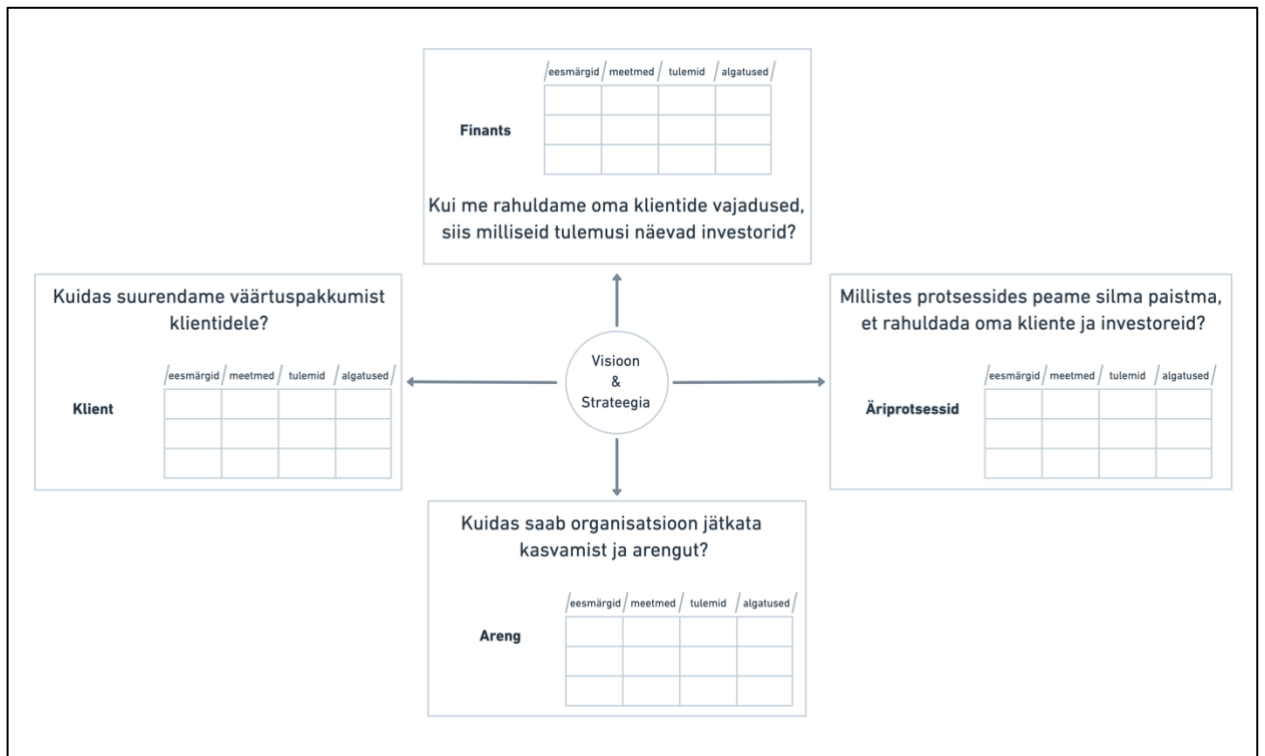 eesmärgid meetmed tulemid algatused
Finants
Kui me rahuldame oma klientide vajadused,
siis milliseid tulemusi näevad investorid?
Kuidas suurendame väärtuspakkumist
klientidele?
eesmärgid meetmed tulemid algatused
Klient
Visioon
&
Strateegia
Millistes protsessides peame silma paistma,
et rahuldada oma kliente ja investoreid?
eesmärgid meetmed tulemid algatused
Äriprotsessid
Kuidas saab organisatsioon jätkata
kasvamist ja arengut?
eesmärgid meetmed tulemid algatused
Areng